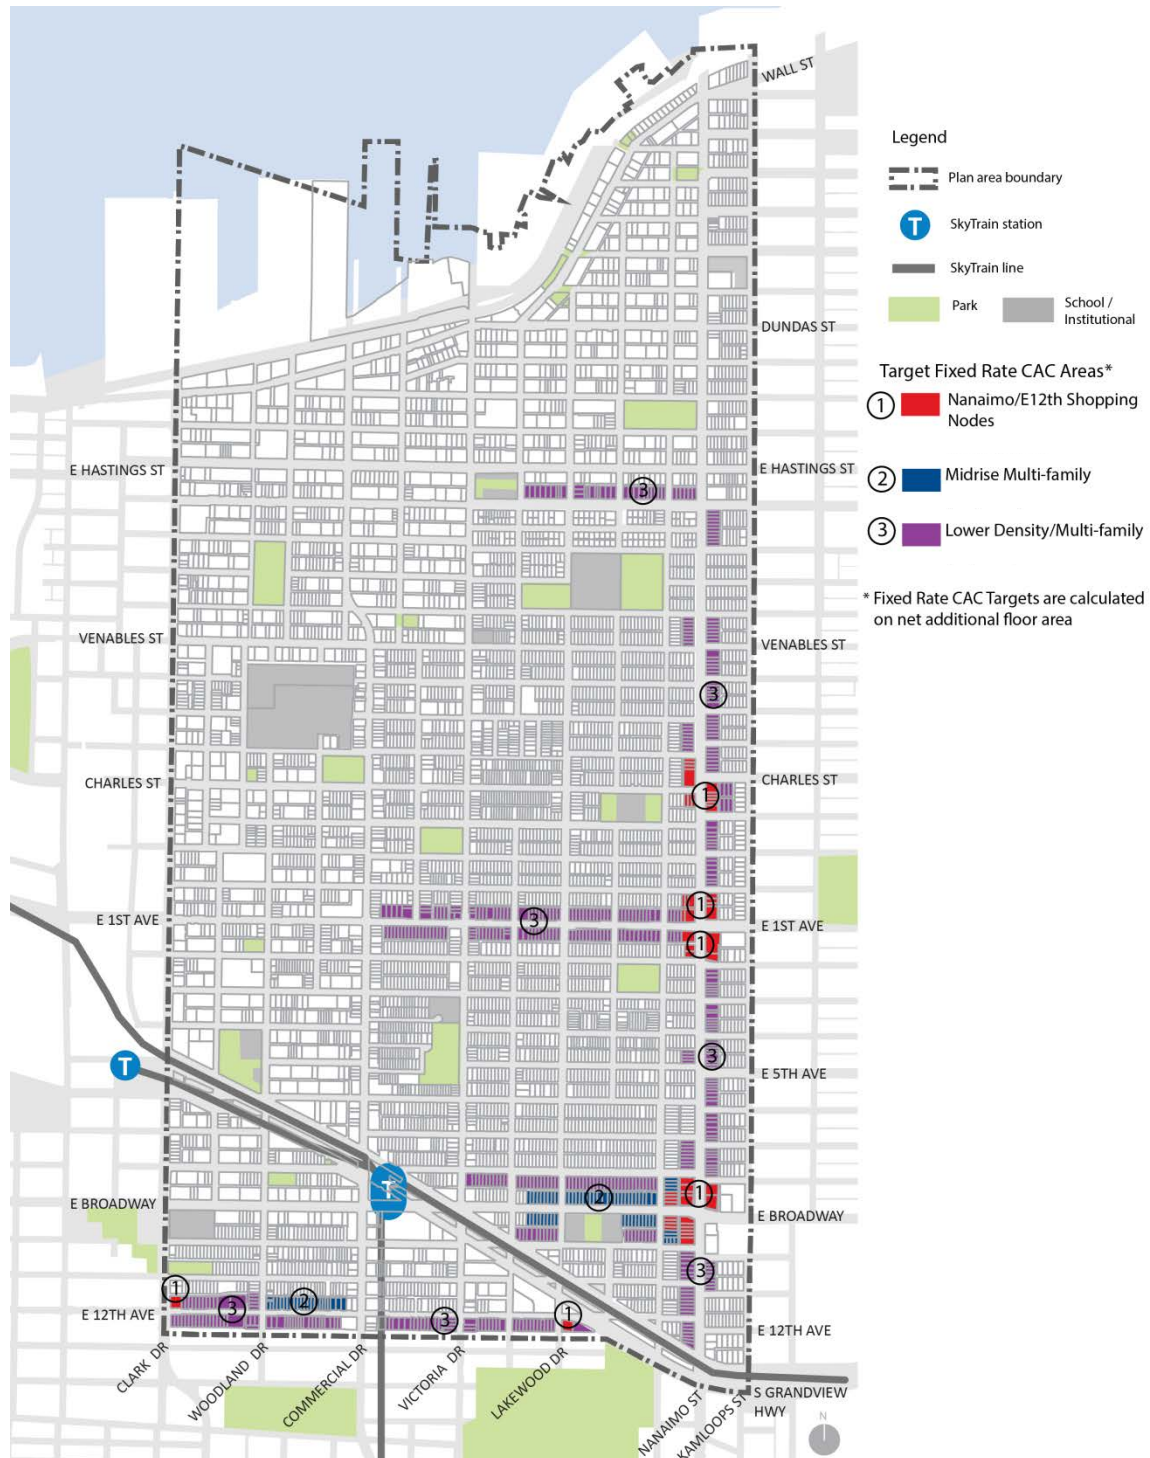 WALL ST
Legend
Plan area boundary
T
SkyTrain station
SkyTrain line
Park
School /
Institutional
DUNDAS ST
Target Fixed Rate CAC Areas*
1
Nanaimo/E12th Shopping
Nodes
E HASTINGS ST
E HASTINGS ST
3
2
Midrise Multi-family
3
Lower Density/Multi-family
* Fixed Rate CAC Targets are calculated
on net additional floor area
VENABLES ST
VENABLES ST
3
CHARLES ST
CHARLES ST
1
1
E 1ST AVE
3
E 1ST AVE
1
3
T
E 5TH AVE
T
2
1
E BROADWAY
E BROADWAY
3
1
2
3
1
3
E 12TH AVE
E 12TH AVE
CLARK DR
WOODLAND DR
COMMERCIAL DR
VICTORIA DR
LAKEWOOD DR
NANAIMO ST
KAMLOOPS ST
S GRANDVIEW
HWY
N